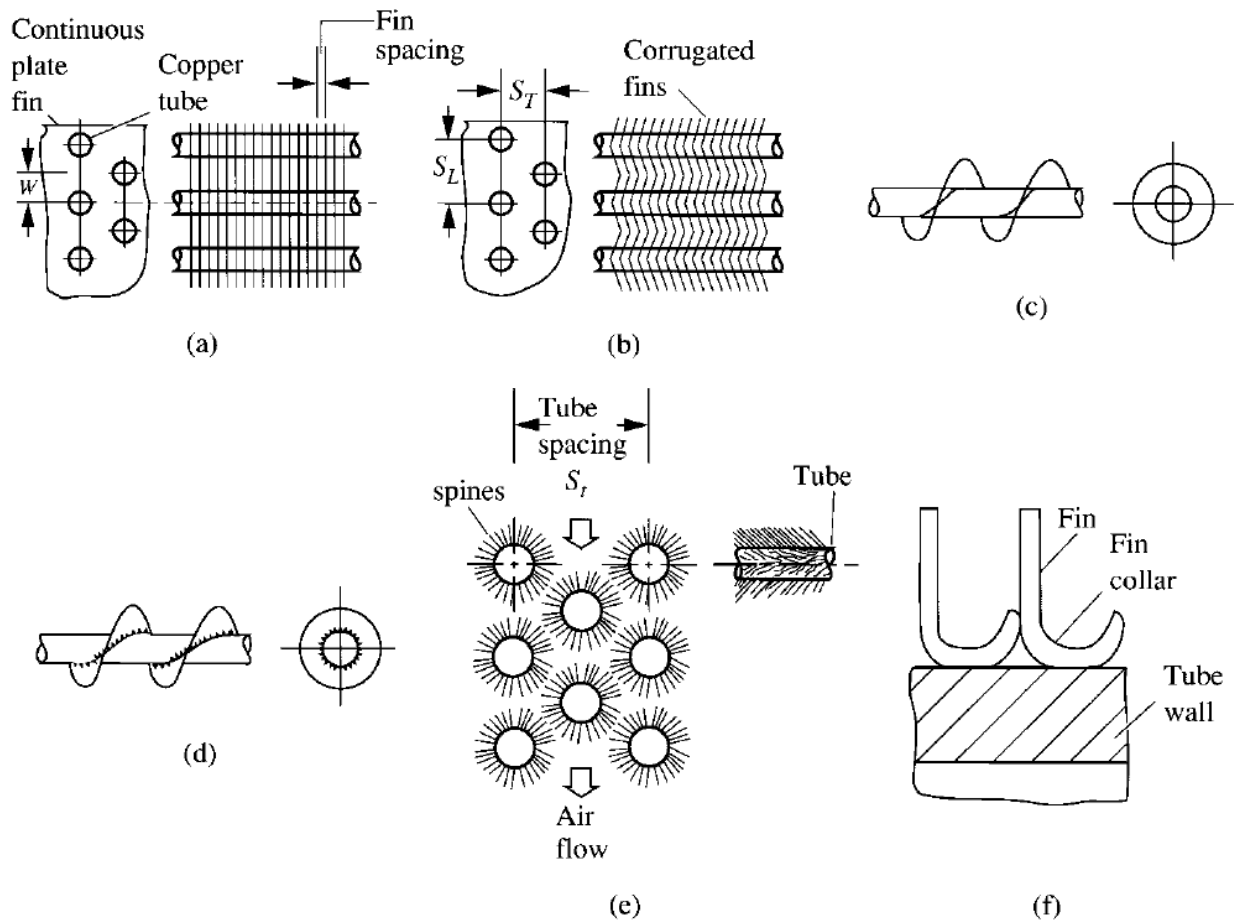 Continuous
plate
fin
Copper
tube
Fin
spacing
W
(a)
S_T
S_L
Corrugated
fins
(b)
(c)
(d)
Tube
spacing
S_t
spines
Tube
Air
flow
(e)
Fin
Fin
collar
Tube
wall
(f)